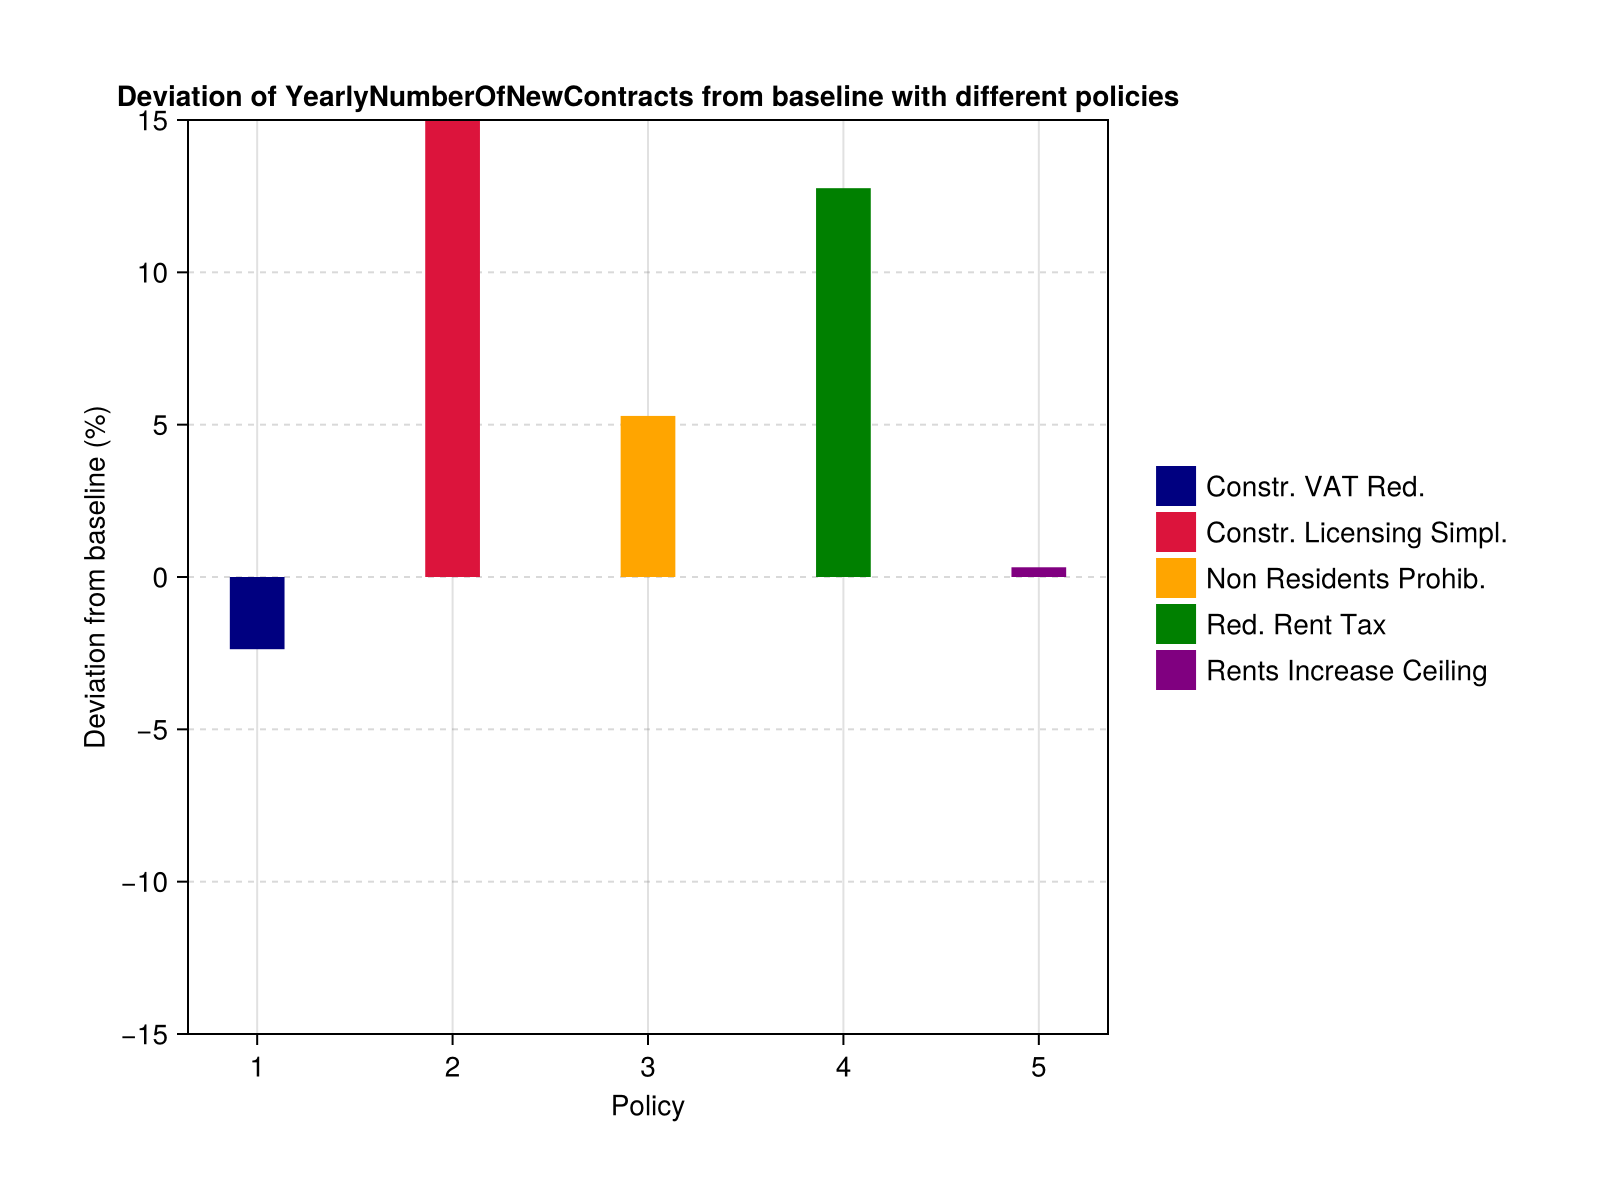 Deviation of YearlyNumberOfNewContracts from baseline with different policies
15
10
5
0
−5
−10
−15
Deviation from baseline (%)
1 2 3 4 5
Policy
Constr. VAT Red.
Constr. Licensing Simpl.
Non Residents Prohib.
Red. Rent Tax
Rents Increase Ceiling